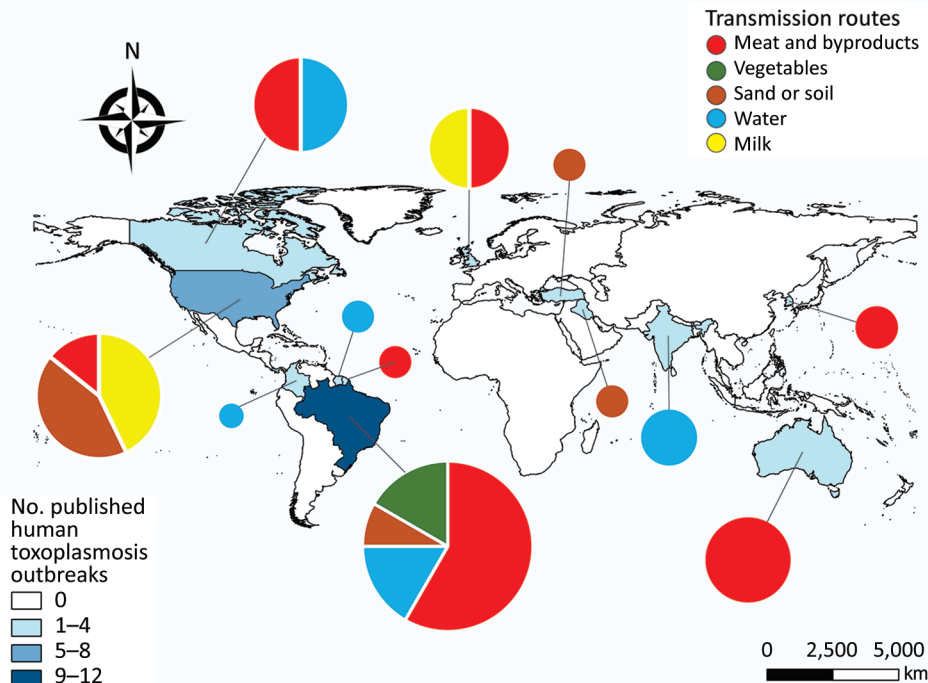 Transmission routes
Meat and byproducts
Vegetables
Sand or soil
Water
Milk
N
No. published
human
toxoplasmosis
outbreaks
0
1–4
5–8
9–12
0 2,500 5,000
km